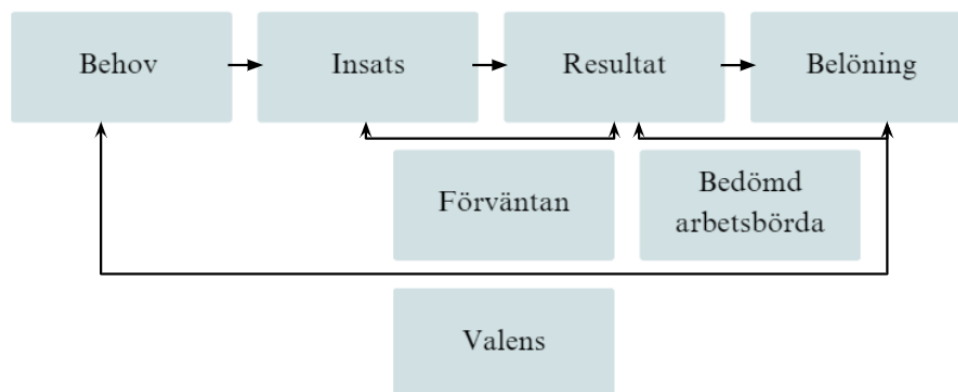 Behov
Insats
Resultat
Belöning
Förväntan
Bedömd
arbetsbörda
Valens